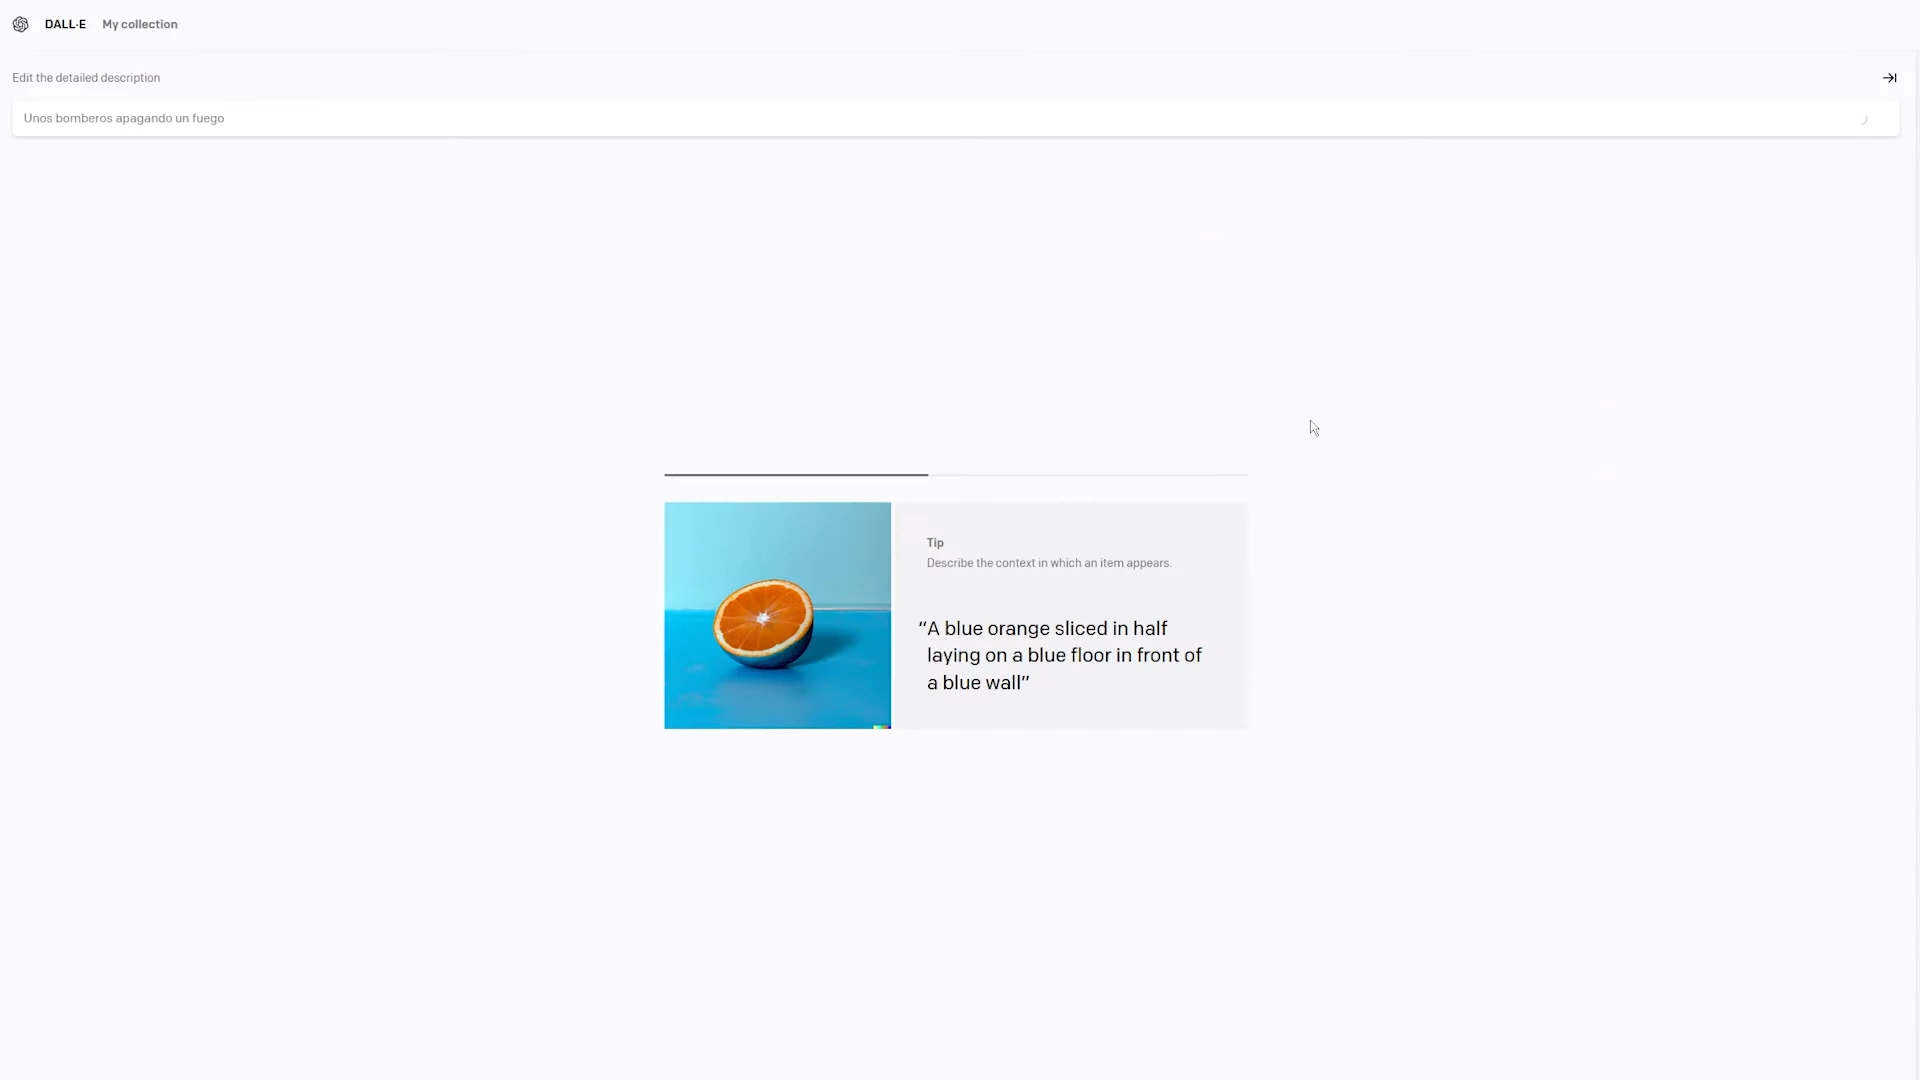 DALL·E My collection
Edit the detailed description
Unos bomberos apagando un fuego
Tip
Describe the context in which an item appears.
“A blue orange sliced in half
laying on a blue floor in front of
a blue wall”